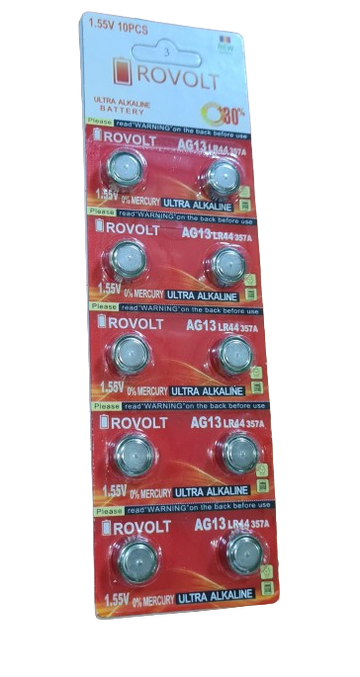 1.55V 10PCS
NEW
3
ROVOLT
ULTRA ALKALINE
BATTERY
30%
Please read"WARNING"on the back before use
ROVOLT AG13 LR44 357A
1.55V 0% MERCURY ULTRA ALKALINE
Please read"WARNING"on the back before use
ROVOLT AG13 LR44 357A
1.55V 0% MERCURY ULTRA ALKALINE
Please read"WARNING"on the back before use
ROVOLT AG13 LR44 357A
1.55V 0% MERCURY ULTRA ALKALINE
Please read"WARNING"on the back before use
ROVOLT AG13 LR44 357A
1.55V 0% MERCURY ULTRA ALKALINE
Please read"WARNING"on the back before use
ROVOLT AG13 LR44 357A
1.55V 0% MERCURY ULTRA ALKALINE